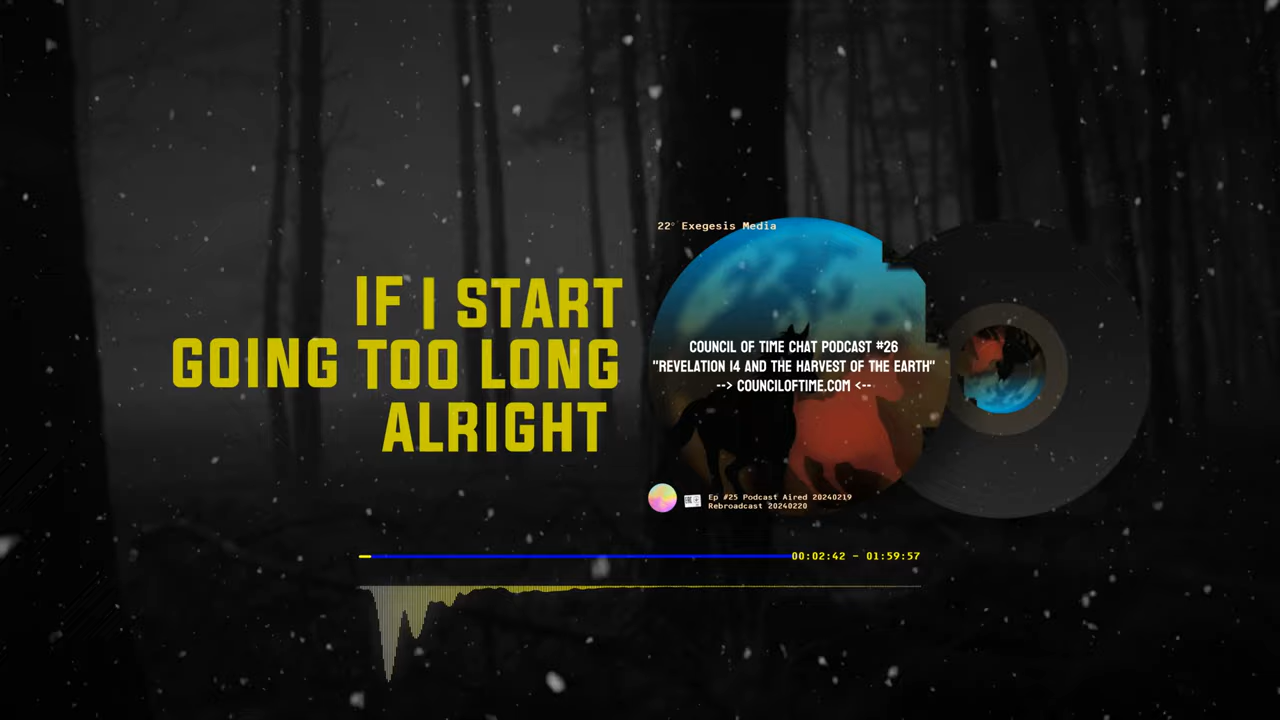 IF I START
GOING TOO LONG
ALRIGHT
22° Exegesis Media
COUNCIL OF TIME CHAT PODCAST #26
"REVELATION 14 AND THE HARVEST OF THE EARTH"
--> COUNCILOFTIME.COM <--
Ep #25 Podcast Aired 20240219
Rebroadcast 20240220
00:02:42 - 01:59:57